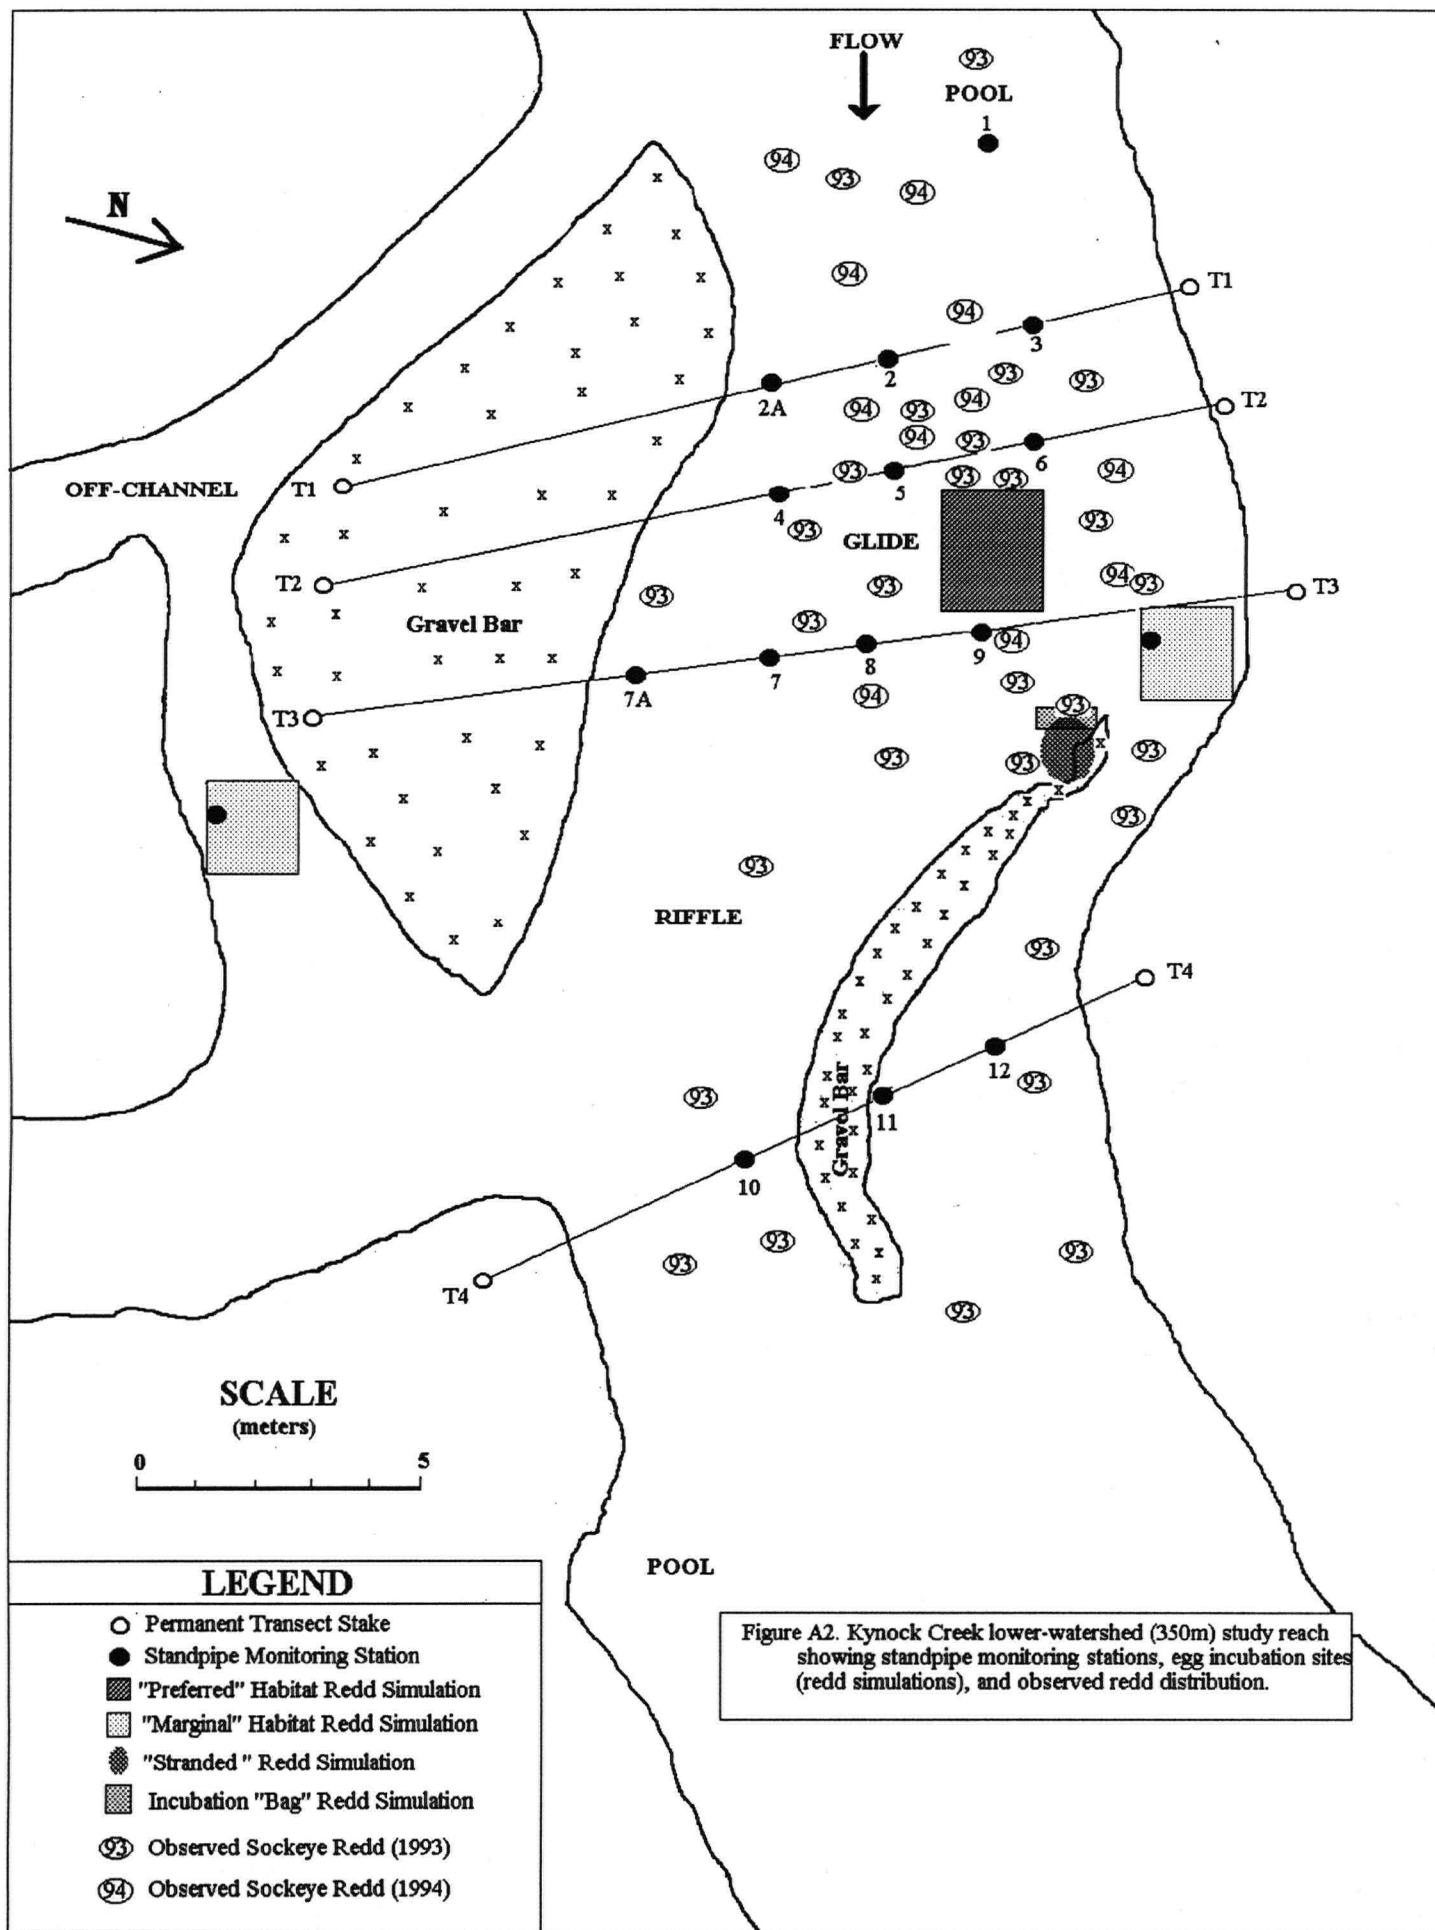 FLOW
93
POOL
1
94
93
94
N
94
94
T1
3
2
93
93
2A
94
94
93
T2
94
93
6
OFF-CHANNEL
T1
93
5
93
93
94
4
93
GLIDE
93
T2
93
94
93
T3
93
Gravel Bar
93
9
94
8
7
7A
93
94
T3
93
93
93
93
93
93
RIFFLE
93
T4
12
93
93
11
Gravel Bar
10
93
93
93
T4
93
SCALE
(meters)
0 5
POOL
LEGEND
Permanent Transect Stake
Standpipe Monitoring Station
"Preferred" Habitat Redd Simulation
"Marginal" Habitat Redd Simulation
"Stranded " Redd Simulation
Incubation "Bag" Redd Simulation
93 Observed Sockeye Redd (1993)
94 Observed Sockeye Redd (1994)
Figure A2. Kynock Creek lower-watershed (350m) study reach
showing standpipe monitoring stations, egg incubation sites
(redd simulations), and observed redd distribution.